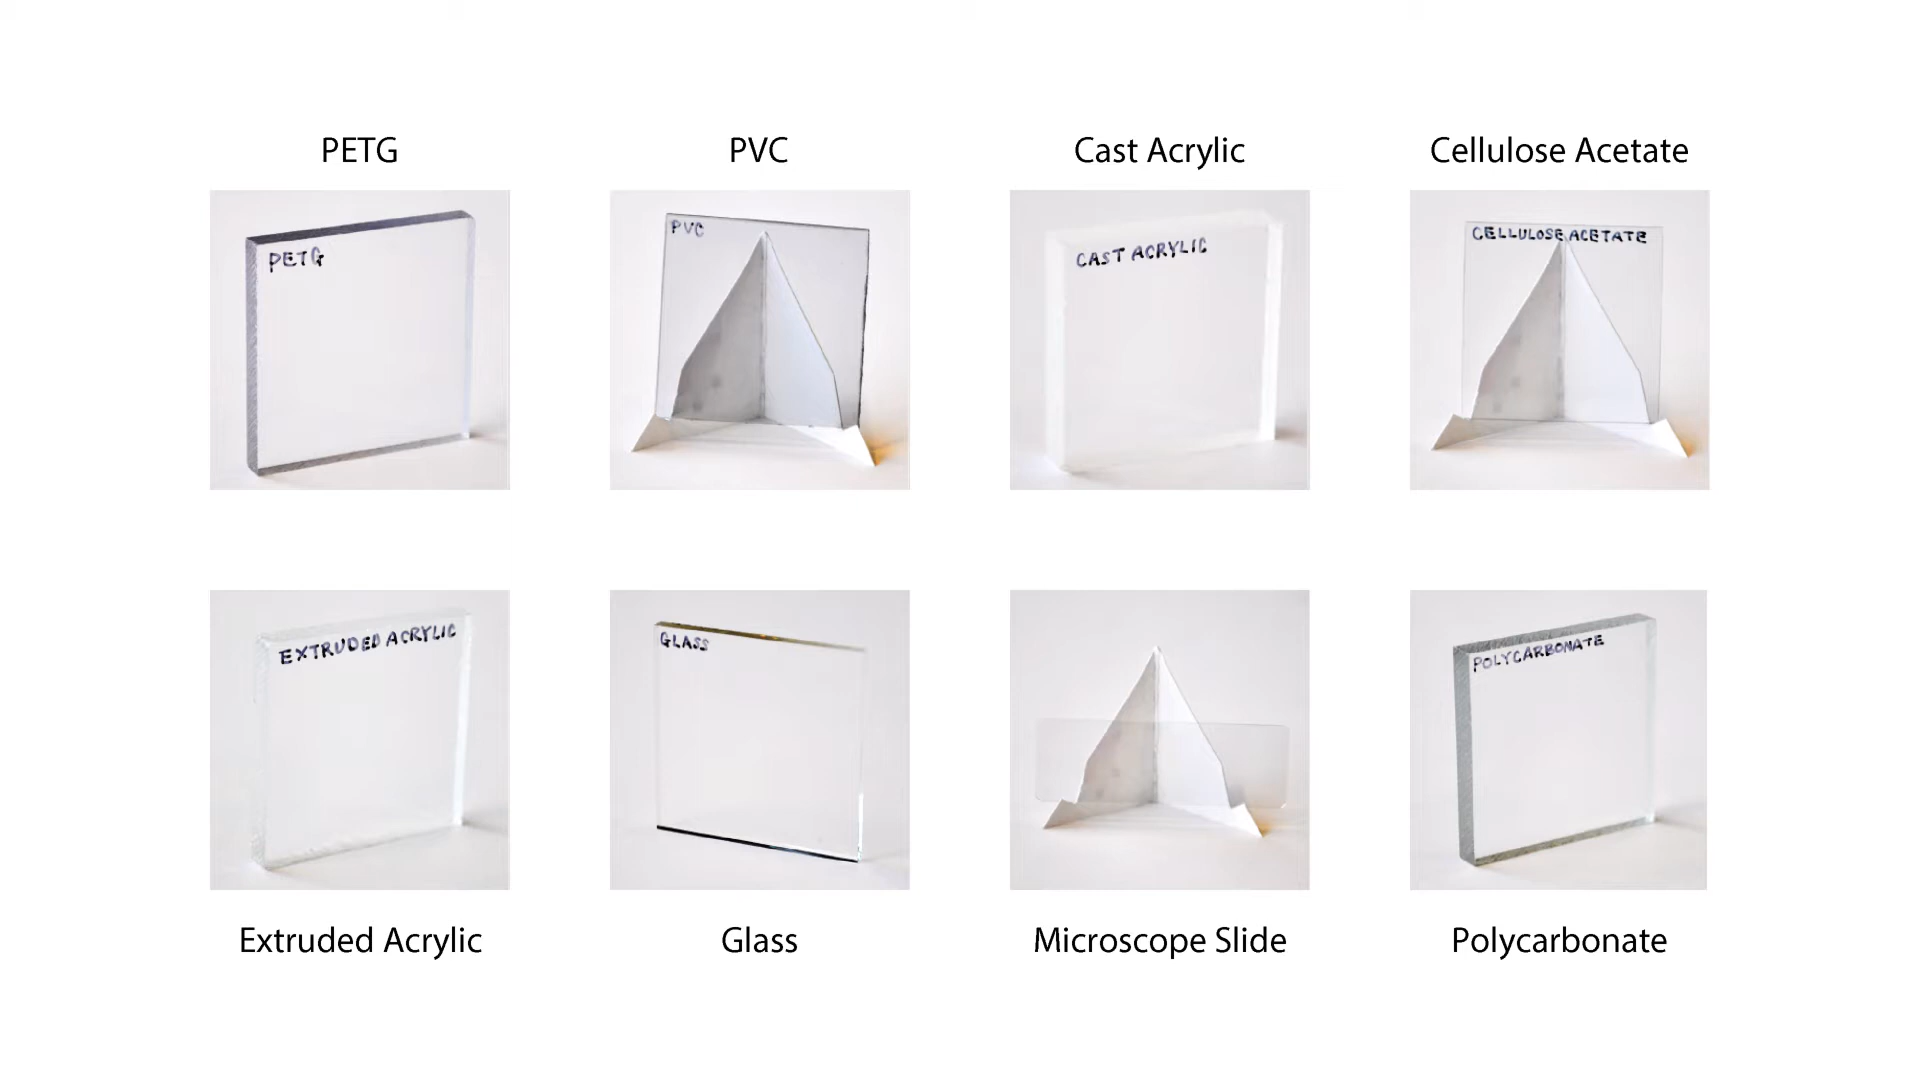 PETG
PVC
Cast Acrylic
Cellulose Acetate
PETG
PVC
CAST ACRYLIC
CELLULOSE ACETATE
EXTRUDED ACRYLIC
GLASS
POLYCARBONATE
Extruded Acrylic
Glass
Microscope Slide
Polycarbonate